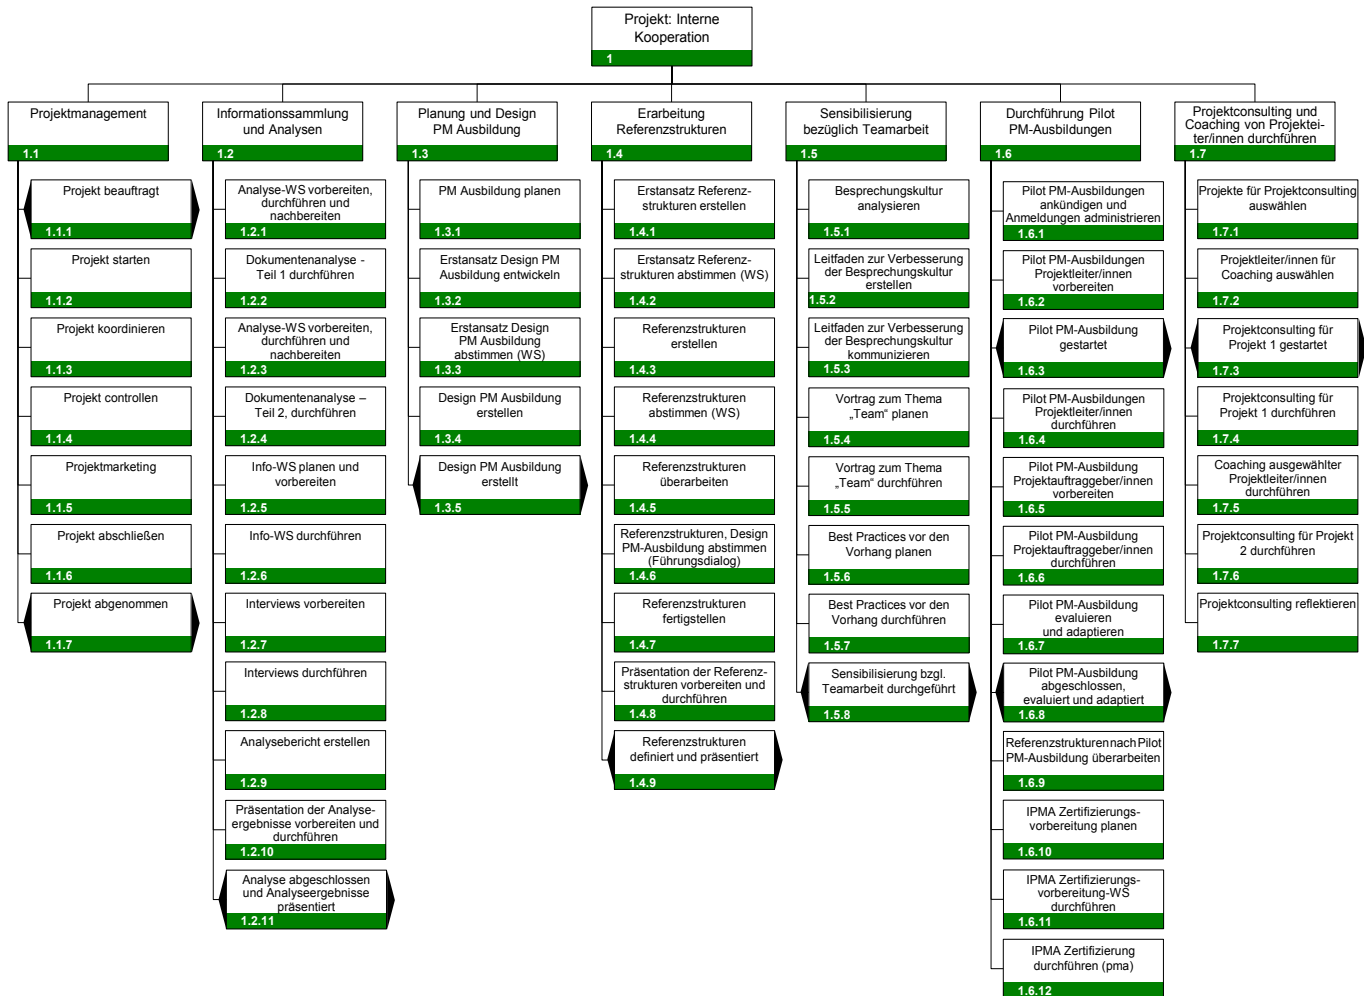 Projekt: Interne
Kooperation
1
Projektmanagement
1.1
Projekt beauftragt
1.1.1
Projekt starten
1.1.2
Projekt koordinieren
1.1.3
Projekt controllen
1.1.4
Projektmarketing
1.1.5
Projekt abschließen
1.1.6
Projekt abgenommen
1.1.7
Informationssammlung
und Analysen
1.2
Analyse-WS vorbereiten,
durchführen und
nachbereiten
1.2.1
Dokumentenanalyse -
Teil 1 durchführen
1.2.2
Analyse-WS vorbereiten,
durchführen und
nachbereiten
1.2.3
Dokumentenanalyse –
Teil 2, durchführen
1.2.4
Info-WS planen und
vorbereiten
1.2.5
Info-WS durchführen
1.2.6
Interviews vorbereiten
1.2.7
Interviews durchführen
1.2.8
Analysebericht erstellen
1.2.9
Präsentation der Analyse-
ergebnisse vorbereiten und
durchführen
1.2.10
Analyse abgeschlossen
und Analyseergebnisse
präsentiert
1.2.11
Planung und Design
PM Ausbildung
1.3
PM Ausbildung planen
1.3.1
Erstansatz Design PM
Ausbildung entwickeln
1.3.2
Erstansatz Design
PM Ausbildung
abstimmen (WS)
1.3.3
Design PM Ausbildung
erstellen
1.3.4
Design PM Ausbildung
erstellt
1.3.5
Erarbeitung
Referenzstrukturen
1.4
Erstansatz Referenz-
strukturen erstellen
1.4.1
Erstansatz Referenz-
strukturen abstimmen (WS)
1.4.2
Referenzstrukturen
erstellen
1.4.3
Referenzstrukturen
abstimmen (WS)
1.4.4
Referenzstrukturen
überarbeiten
1.4.5
Referenzstrukturen, Design
PM-Ausbildung abstimmen
(Führungsdialog)
1.4.6
Referenzstrukturen
fertigstellen
1.4.7
Präsentation der Referenz-
strukturen vorbereiten und
durchführen
1.4.8
Referenzstrukturen
definiert und präsentiert
1.4.9
Sensibilisierung
bezüglich Teamarbeit
1.5
Besprechungskultur
analysieren
1.5.1
Leitfaden zur Verbesserung
der Besprechungskultur
erstellen
1.5.2
Leitfaden zur Verbesserung
der Besprechungskultur
kommunizieren
1.5.3
Vortrag zum Thema
„Team“ planen
1.5.4
Vortrag zum Thema
„Team“ durchführen
1.5.5
Best Practices vor den
Vorhang planen
1.5.6
Best Practices vor den
Vorhang durchführen
1.5.7
Sensibilisierung bzgl.
Teamarbeit durchgeführt
1.5.8
Durchführung Pilot
PM-Ausbildungen
1.6
Pilot PM-Ausbildungen
ankündigen und
Anmeldungen administrieren
1.6.1
Pilot PM-Ausbildungen
Projektleiter/innen
vorbereiten
1.6.2
Pilot PM-Ausbildung
gestartet
1.6.3
Pilot PM-Ausbildungen
Projektleiter/innen
durchführen
1.6.4
Pilot PM-Ausbildung
Projektauftraggeber/innen
vorbereiten
1.6.5
Pilot PM-Ausbildung
Projektauftraggeber/innen
durchführen
1.6.6
Pilot PM-Ausbildung
evaluieren
und adaptieren
1.6.7
Pilot PM-Ausbildung
abgeschlossen,
evaluiert und adaptiert
1.6.8
Referenzstrukturen nach Pilot
PM-Ausbildung überarbeiten
1.6.9
IPMA Zertifizierungs-
vorbereitung planen
1.6.10
IPMA Zertifizierungs-
vorbereitung-WS
durchführen
1.6.11
IPMA Zertifizierung
durchführen (pma)
1.6.12
Projektconsulting und
Coaching von Projekteii-
ter/innen durchführen
1.7
Projekte für Projektconsulting
auswählen
1.7.1
Projektleiter/innen für
Coaching auswählen
1.7.2
Projektconsulting für
Projekt 1 gestartet
1.7.3
Projektconsulting für
Projekt 1 durchführen
1.7.4
Coaching ausgewählter
Projektleiter/innen
durchführen
1.7.5
Projektconsulting für Projekt
2 durchführen
1.7.6
Projektconsulting reflektieren
1.7.7